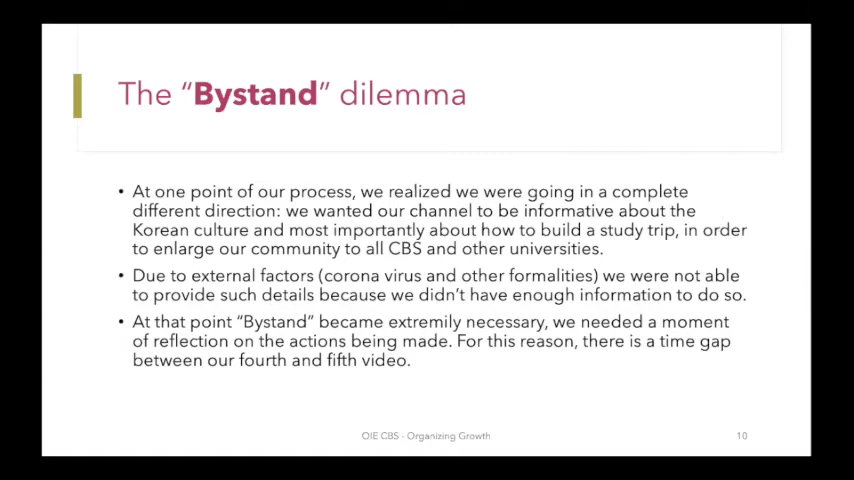 The “Bystand” dilemma
• At one point of our process, we realized we were going in a complete
different direction: we wanted our channel to be informative about the
Korean culture and most importantly about how to build a study trip, in order
to enlarge our community to all CBS and other universities.
• Due to external factors (corona virus and other formalities) we were not able
to provide such details because we didn’t have enough information to do so.
• At that point “Bystand” became extremily necessary, we needed a moment
of reflection on the actions being made. For this reason, there is a time gap
between our fourth and fifth video.
OIE CBS - Organizing Growth
10